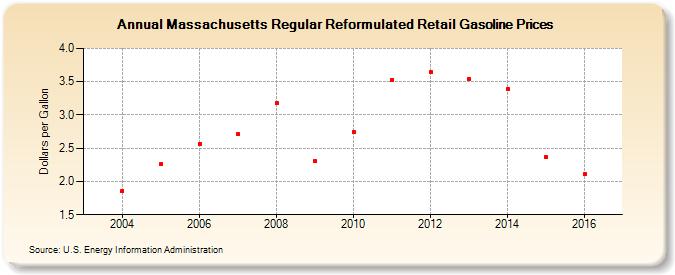 Annual Massachusetts Regular Reformulated Retail Gasoline Prices
Dollars per Gallon
4.0
3.5
3.0
2.5
2.0
1.5
2004 2006 2008 2010 2012 2014 2016
Source: U.S. Energy Information Administration